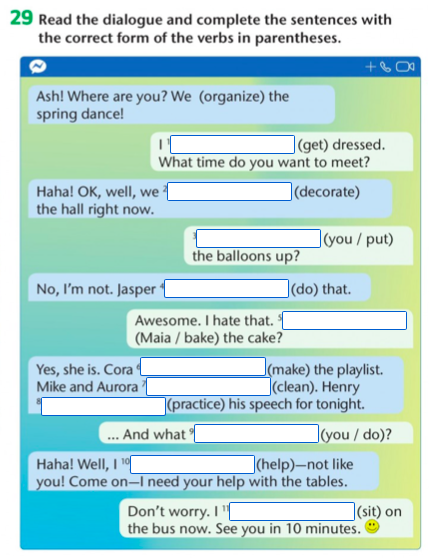 29 Read the dialogue and complete the sentences with
the correct form of the verbs in parentheses.
Ash! Where are you? We (organize) the
spring dance!
I 1 (get) dressed.
What time do you want to meet?
Haha! OK, well, we 2 (decorate)
the hall right now.
3 (you / put)
the balloons up?
No, I'm not. Jasper 4 (do) that.
Awesome. I hate that. 5
(Maia / bake) the cake?
Yes, she is. Cora 6 (make) the playlist.
Mike and Aurora 7 (clean). Henry
8 (practice) his speech for tonight.
... And what 9 (you / do)?
Haha! Well, I 10 (help)—not like
you! Come on—I need your help with the tables.
Don't worry. I 11 (sit) on
the bus now. See you in 10 minutes.